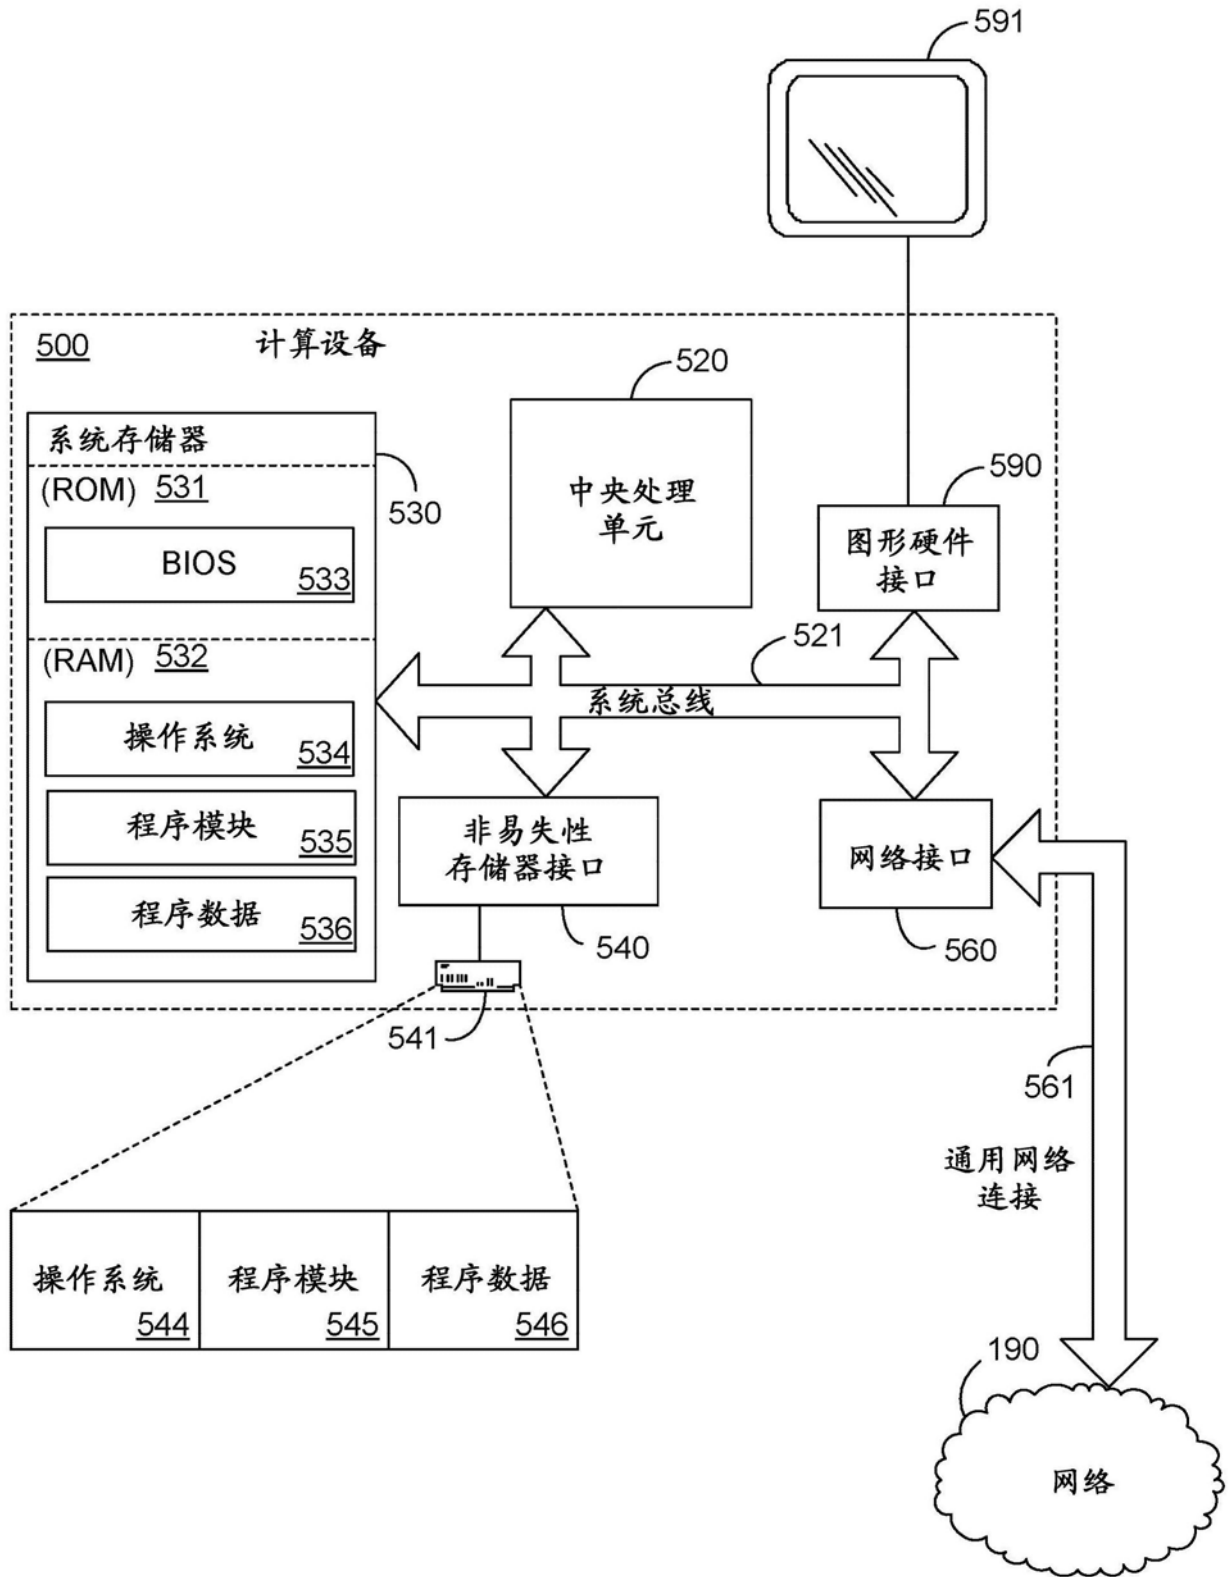 591
500
计算设备
520
系统存储器
590
(ROM) 531
530
中央处理
单元
图形硬件
接口
BIOS
533
(RAM) 532
521
系统总线
操作系统
534
程序模块
535
非易失性
存储器接口
网络接口
程序数据
536
540
560
541
561
通用网络
连接
操作系统
544
程序模块
545
程序数据
546
190
网络